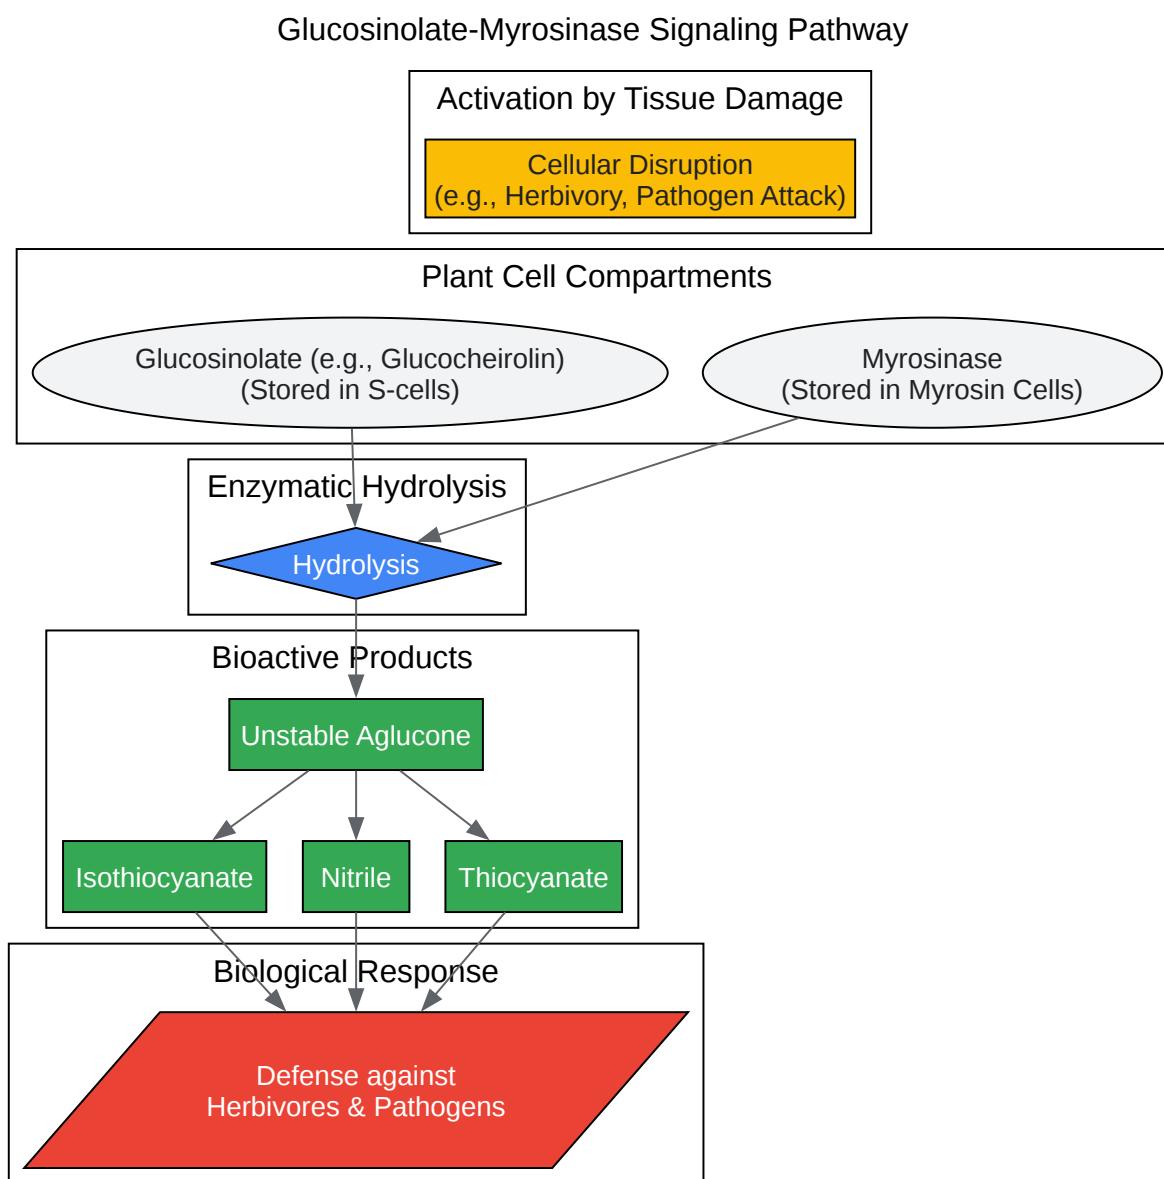 Glucosinolate-Myrosinase Signaling Pathway
Activation by Tissue Damage
Cellular Disruption
(e.g., Herbivory, Pathogen Attack)
Plant Cell Compartments
Glucosinolate (e.g., Glucocheirolin)
(Stored in S-cells)
Myrosinase
(Stored in Myrosin Cells)
Enzymatic Hydrolysis
Hydrolysis
Bioactive Products
Unstable Aglucone
Isothiocyanate
Nitrile
Thiocyanate
Biological Response
Defense against
Herbivores & Pathogens